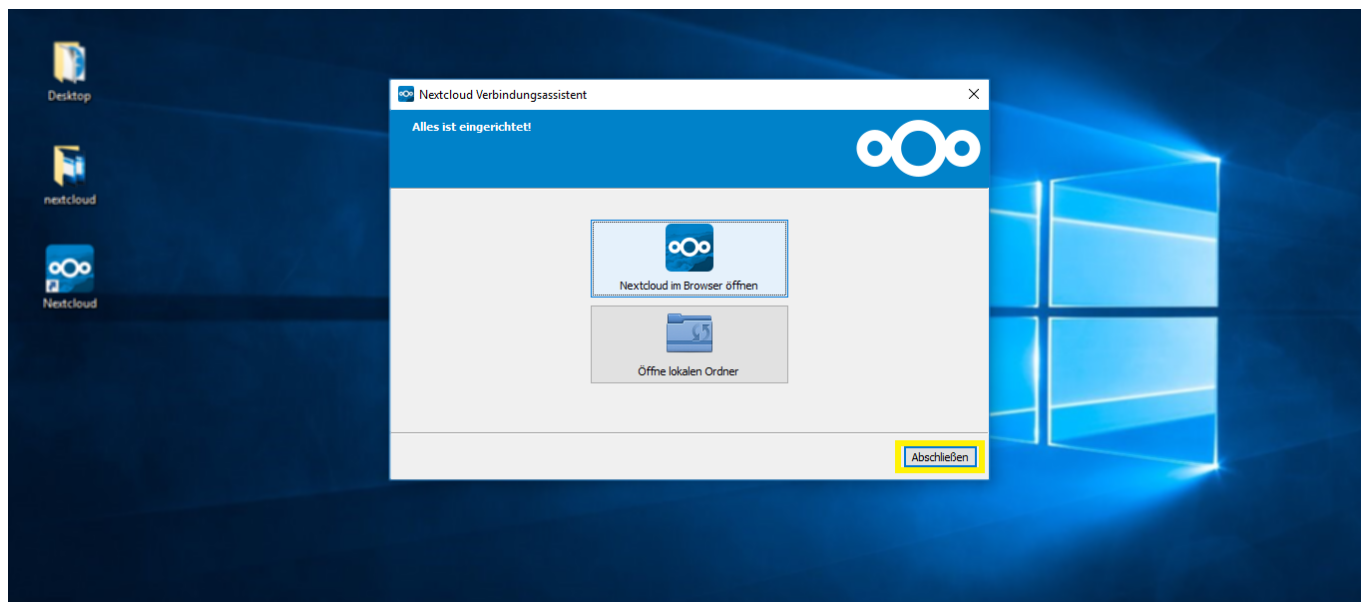 Desktop
nextcloud
Nextcloud
Nextcloud Verbindungsassistent
Alles ist eingerichtet!
Nextcloud im Browser öffnen
Öffne lokalen Ordner
Abschließen